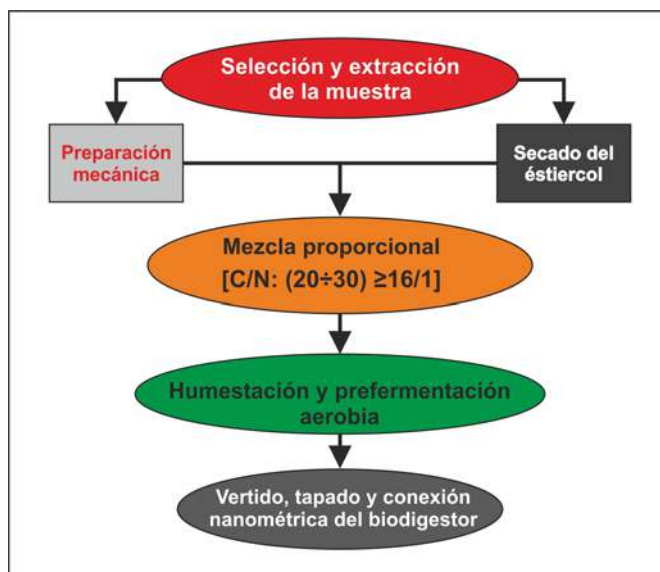 Selección y extracción
de la muestra
Preparación
mecánica
Secado del
éstiercol
Mezcla proporcional
[C/N: (20÷30) ≥16/1]
Humestación y prefermentación
aerobia
Vertido, tapado y conexión
nanométrica del biodigestor